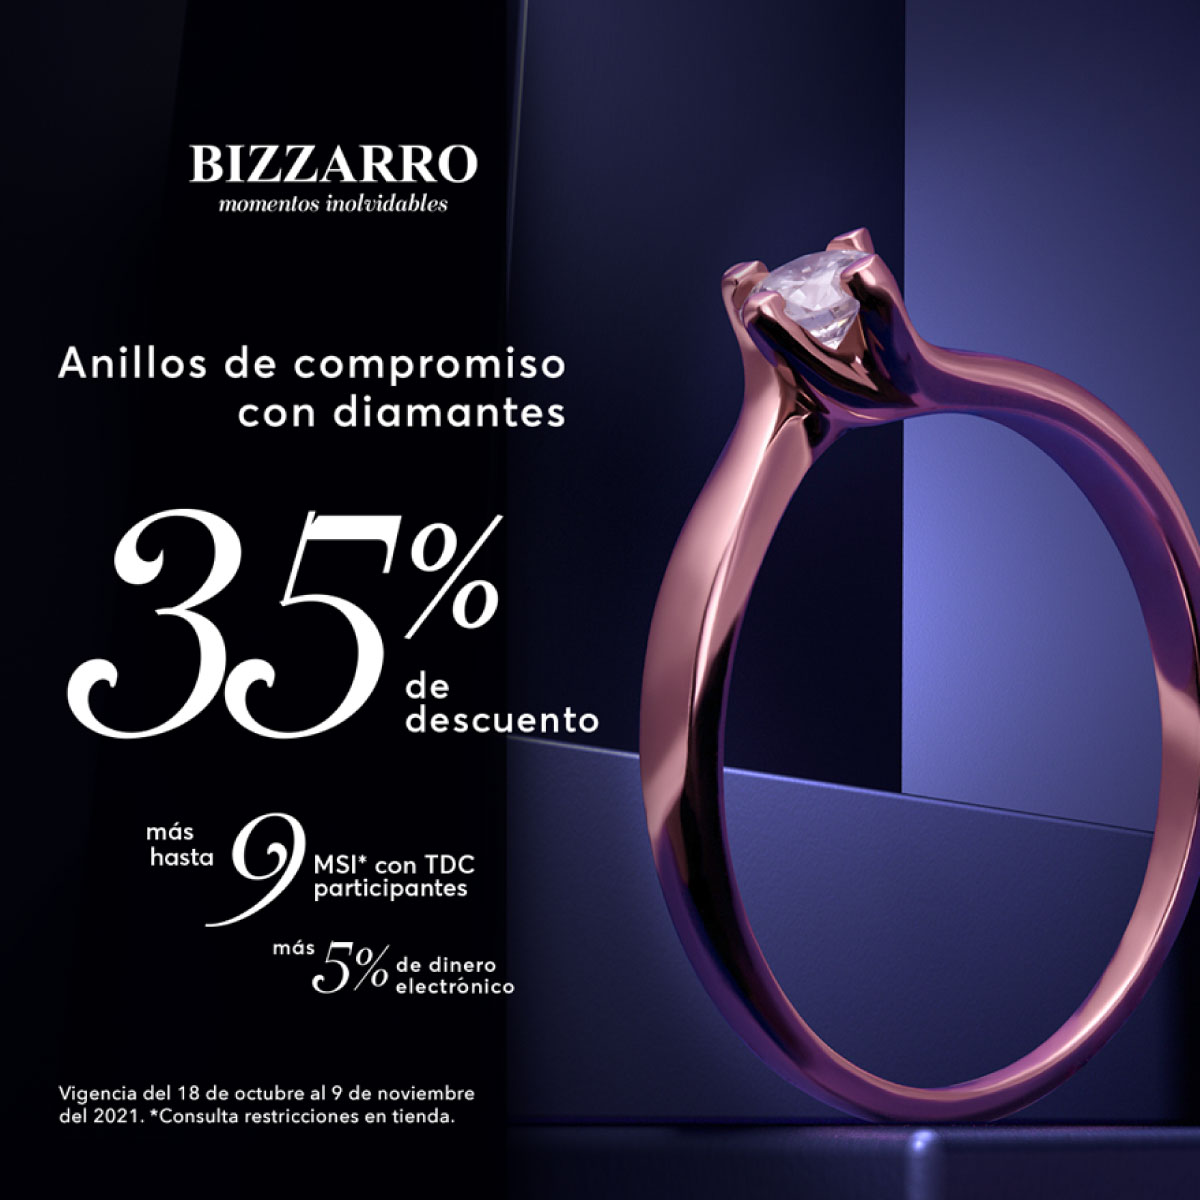 BIZZARRO
momentos inolvidables
Anillos de compromiso
con diamantes
35%
de
descuento
más
hasta
9
MSI* con TDC
participantes
más
5%
de dinero
electrónico
Vigencia del 18 de octubre al 9 de noviembre
del 2021. *Consulta restricciones en tienda.